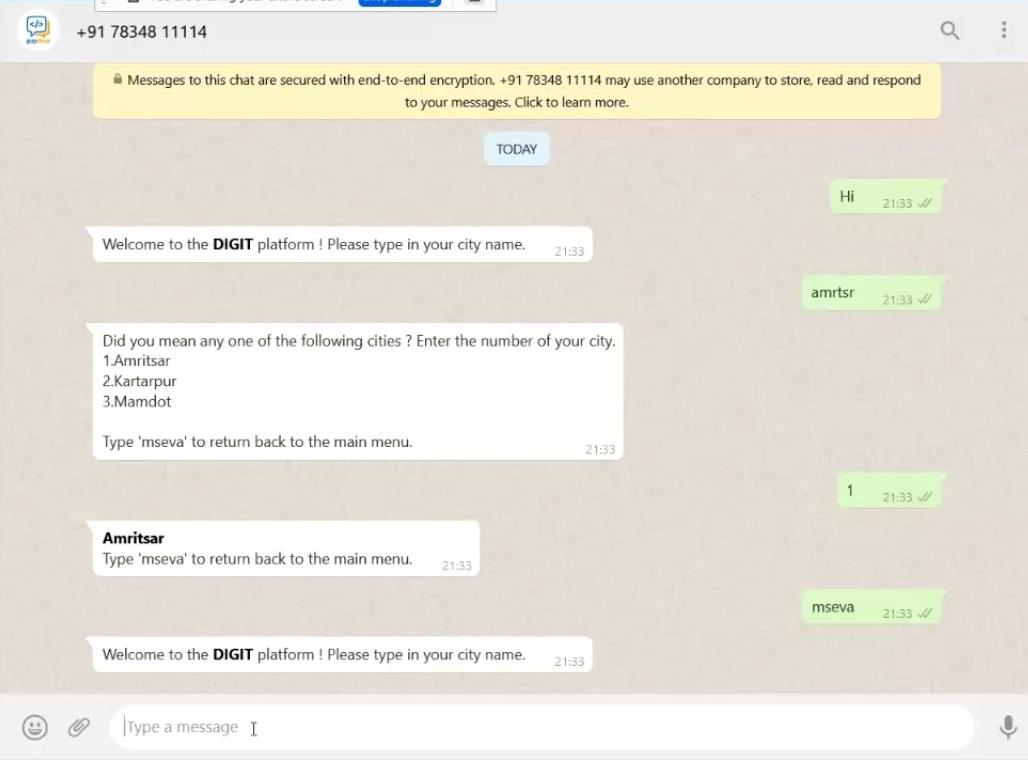 +91 78348 11114
Messages to this chat are secured with end-to-end encryption. +91 78348 11114 may use another company to store, read and respond
to your messages. Click to learn more.
TODAY
Hi 21:33
Welcome to the DIGIT platform ! Please type in your city name. 21:33
amrtsr 21:33
Did you mean any one of the following cities ? Enter the number of your city.
1.Amritsar
2.Kartarpur
3.Mamdot
Type 'mseva' to return back to the main menu. 21:33
1 21:33
Amritsar
Type 'mseva' to return back to the main menu. 21:33
mseva 21:33
Welcome to the DIGIT platform ! Please type in your city name. 21:33
Type a message